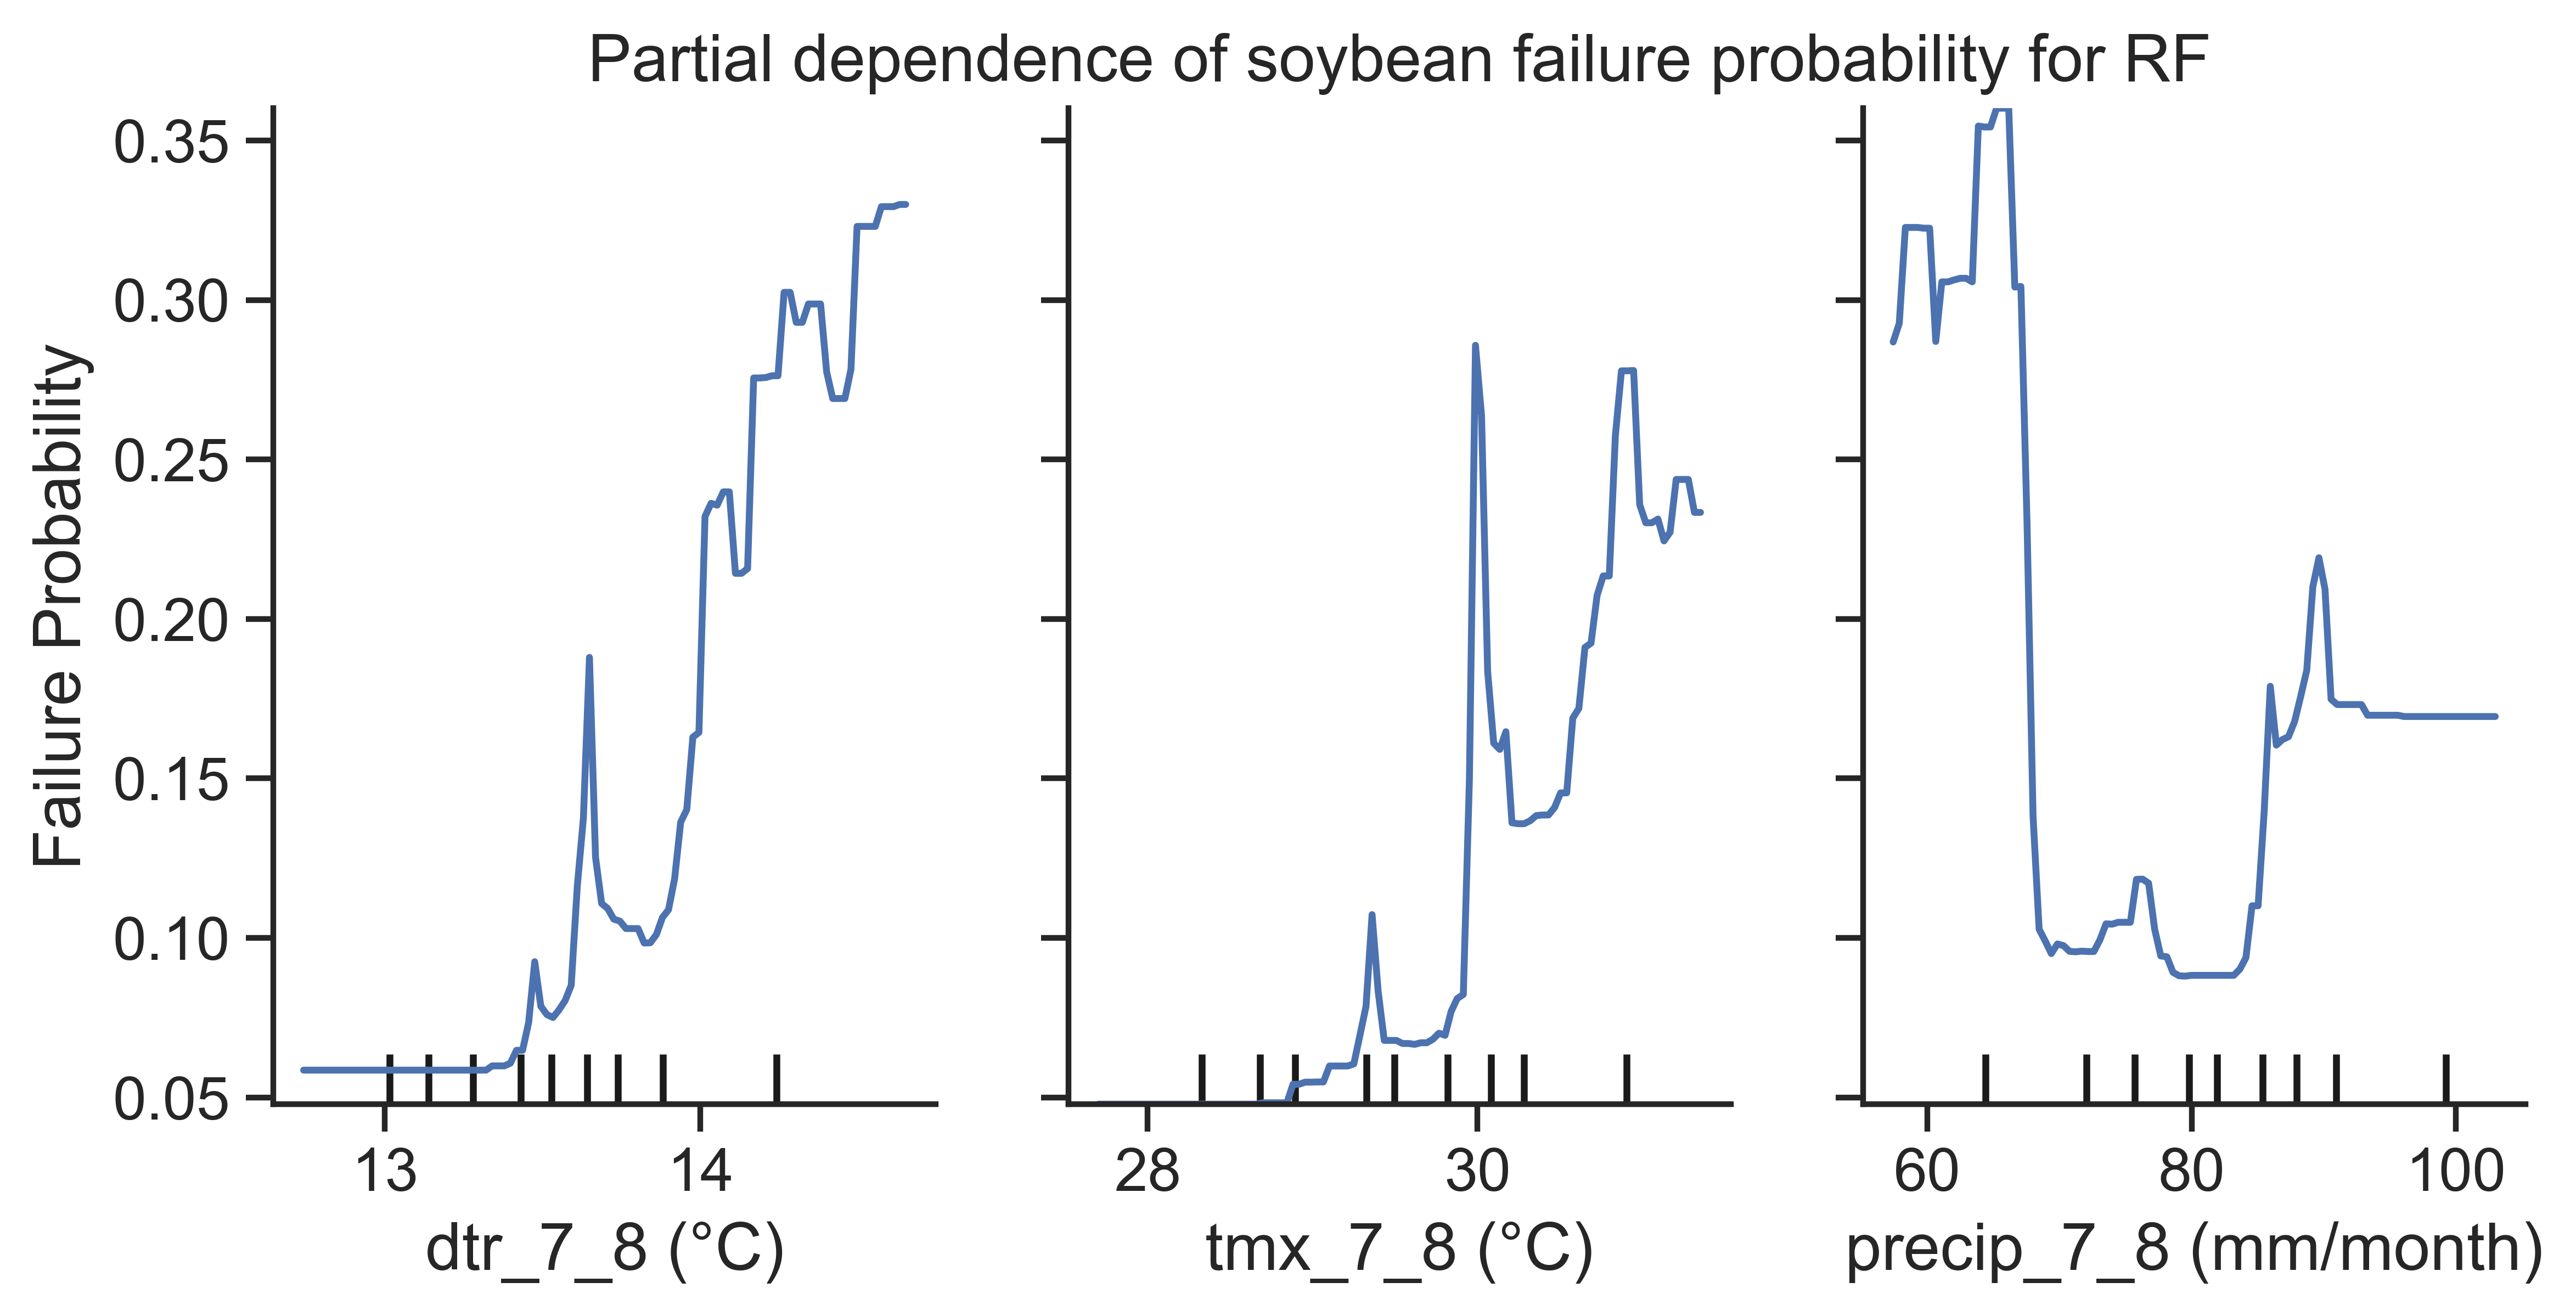 Partial dependence of soybean failure probability for RF
Failure Probability
0.35
0.30
0.25
0.20
0.15
0.10
0.05
13 14
28 30
60 80 100
dtr_7_8 (°C)
tmx_7_8 (°C)
precip_7_8 (mm/month)